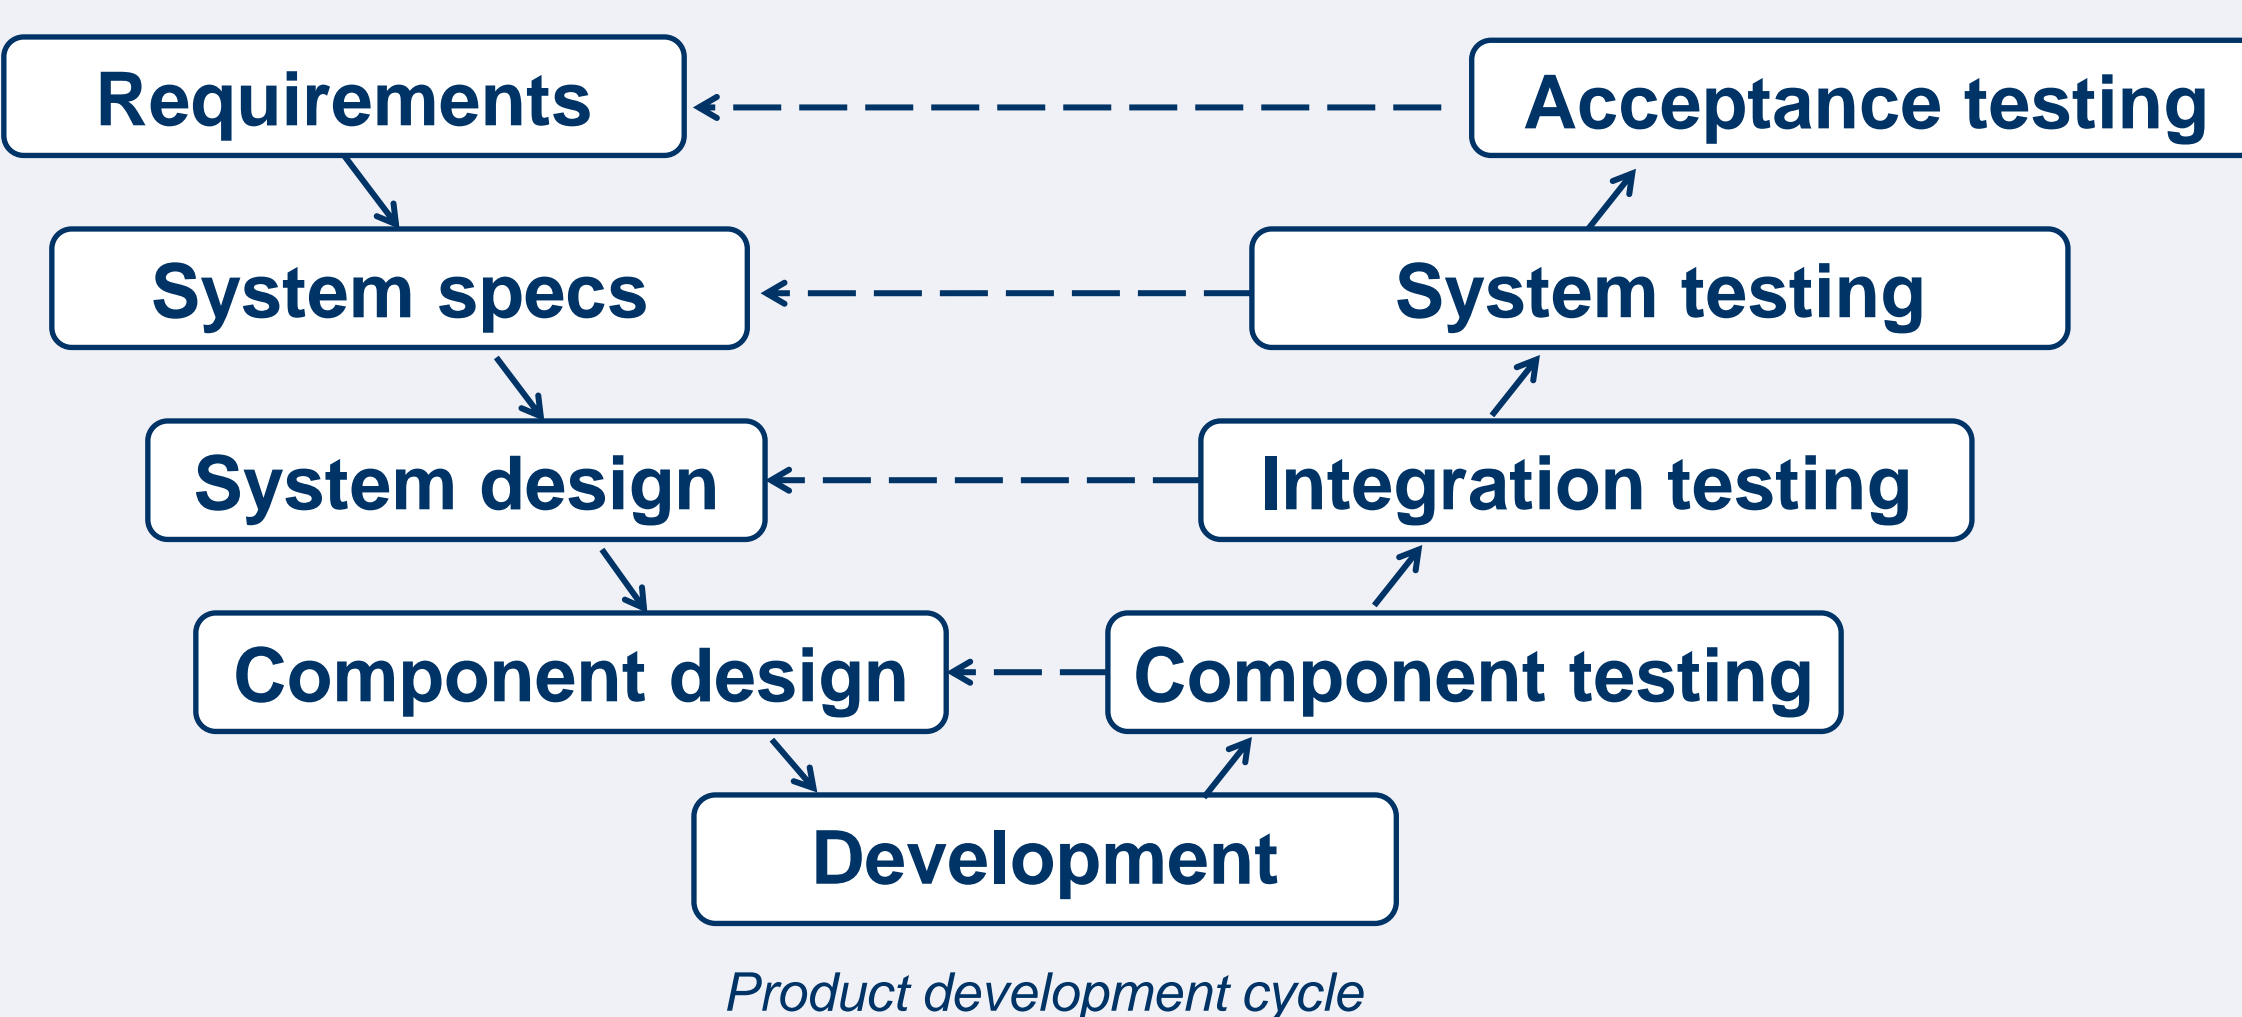 Requirements
Acceptance testing
System specs
System testing
System design
Integration testing
Component design
Component testing
Development
Product development cycle